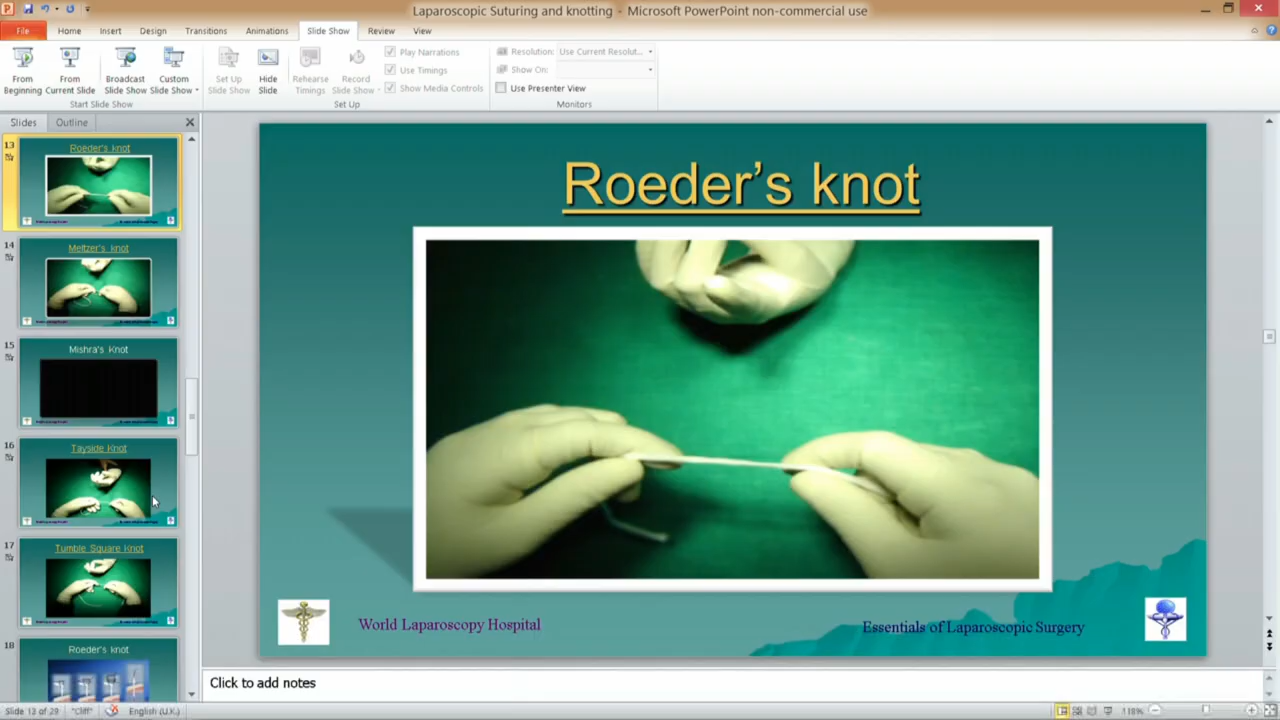 Laparoscopic Suturing and knotting - Microsoft PowerPoint non-commercial use
File Home Insert Design Transitions Animations Slide Show Review View
From Beginning
From Current Slide
Broadcast Slide Show
Custom Slide Show
Set Up Slide Show
Hide Slide
Rehearse Timings
Record Slide Show
Play Narrations
Use Timings
Show Media Controls
Resolution: Use Current Resolut...
Show On:
Use Presenter View
Start Slide Show
Set Up
Monitors
Slides Outline
13
Roeder's knot
14
Meltzer's knot
15
Mishra's Knot
16
Tayside Knot
17
Tumble Square Knot
18
Roeder's knot
Roeder's knot
World Laparoscopy Hospital
Essentials of Laparoscopic Surgery
Click to add notes
Slide 13 of 29 "Cliff" English (U.K.) 118%